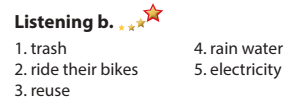 Listening b.
1. trash
2. ride their bikes
3. reuse
4. rain water
5. electricity